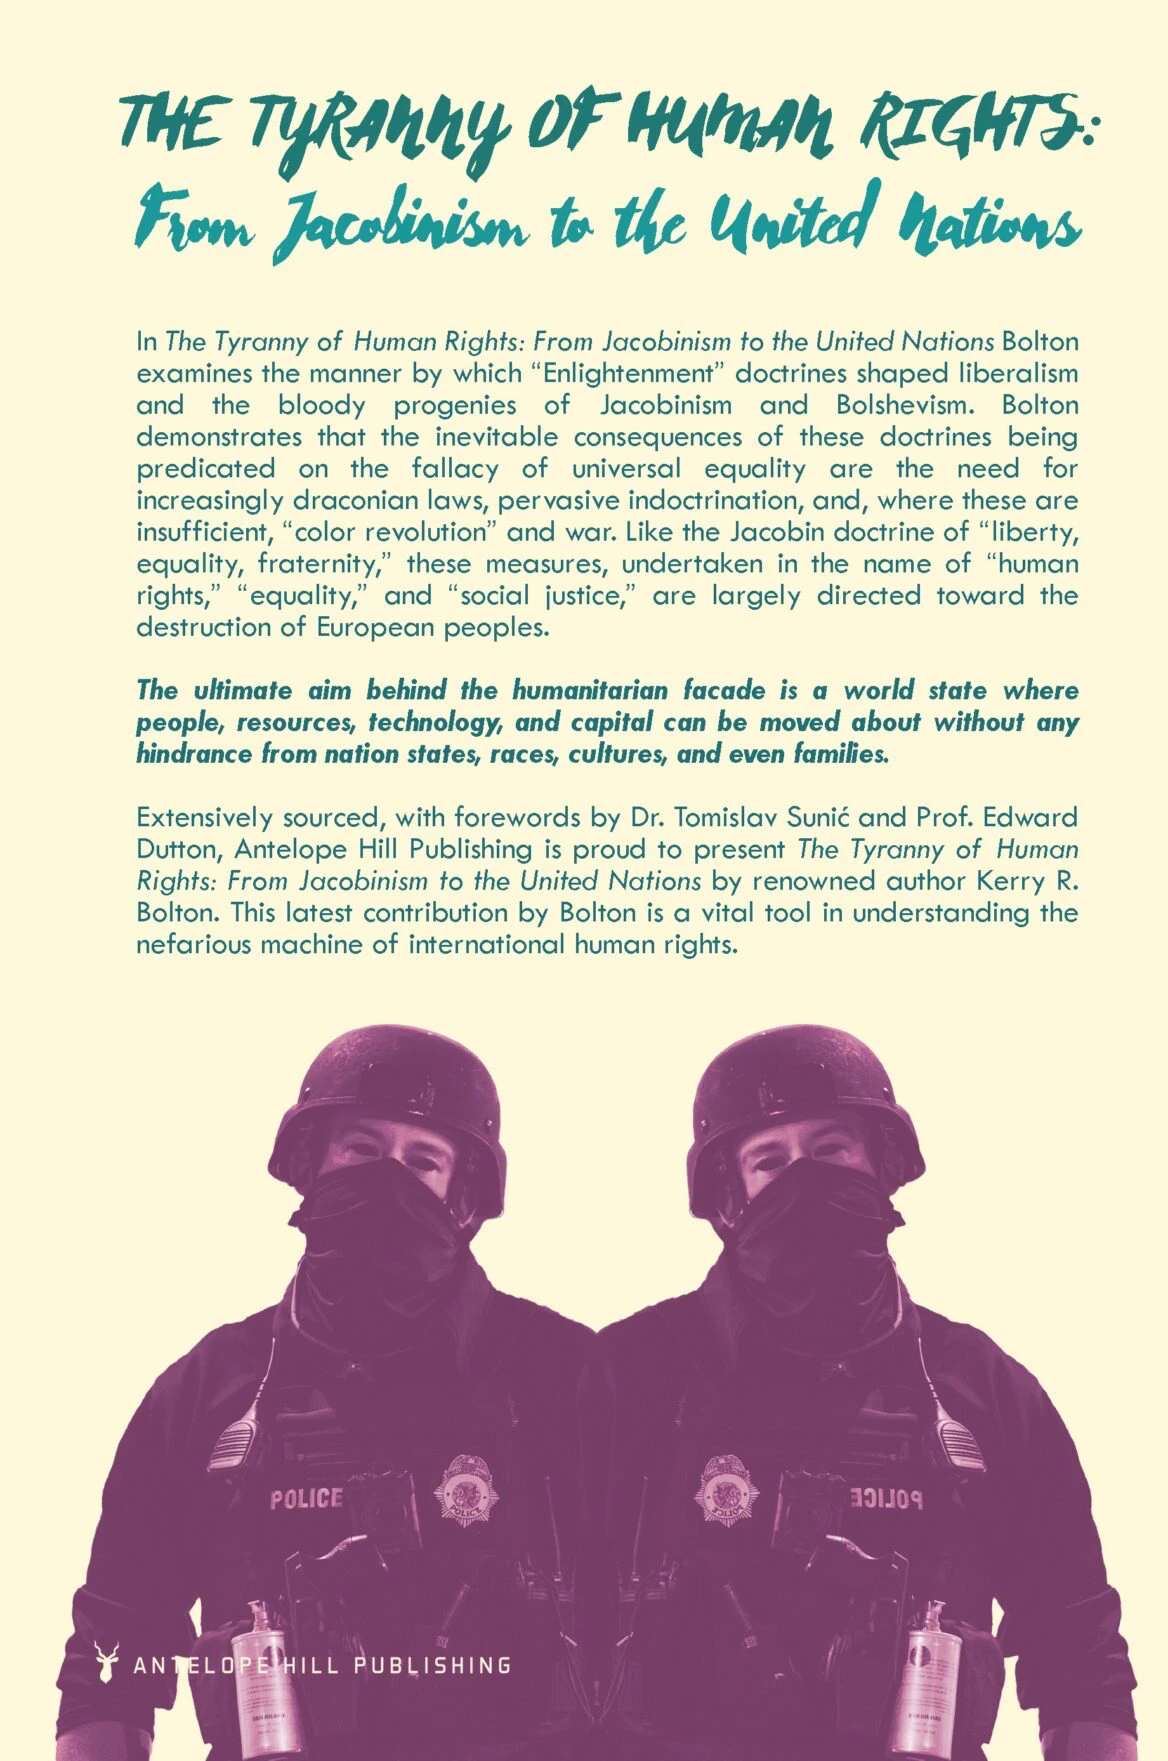 THE TYRANNY OF HUMAN RIGHTS:
From Jacobinism to the United Nations
In The Tyranny of Human Rights: From Jacobinism to the United Nations Bolton
examines the manner by which “Enlightenment” doctrines shaped liberalism
and the bloody progenies of Jacobinism and Bolshevism. Bolton
demonstrates that the inevitable consequences of these doctrines being
predicated on the fallacy of universal equality are the need for
increasingly draconian laws, pervasive indoctrination, and, where these are
insufficient, “color revolution” and war. Like the Jacobin doctrine of “liberty,
equality, fraternity,” these measures, undertaken in the name of “human
rights,” “equality,” and “social justice,” are largely directed toward the
destruction of European peoples.
The ultimate aim behind the humanitarian facade is a world state where
people, resources, technology, and capital can be moved about without any
hindrance from nation states, races, cultures, and even families.
Extensively sourced, with forewords by Dr. Tomislav Sunić and Prof. Edward
Dutton, Antelope Hill Publishing is proud to present The Tyranny of Human
Rights: From Jacobinism to the United Nations by renowned author Kerry R.
Bolton. This latest contribution by Bolton is a vital tool in understanding the
nefarious machine of international human rights.
POLICE
POLICE
POLICE
POLICE
ANTELOPE HILL PUBLISHING